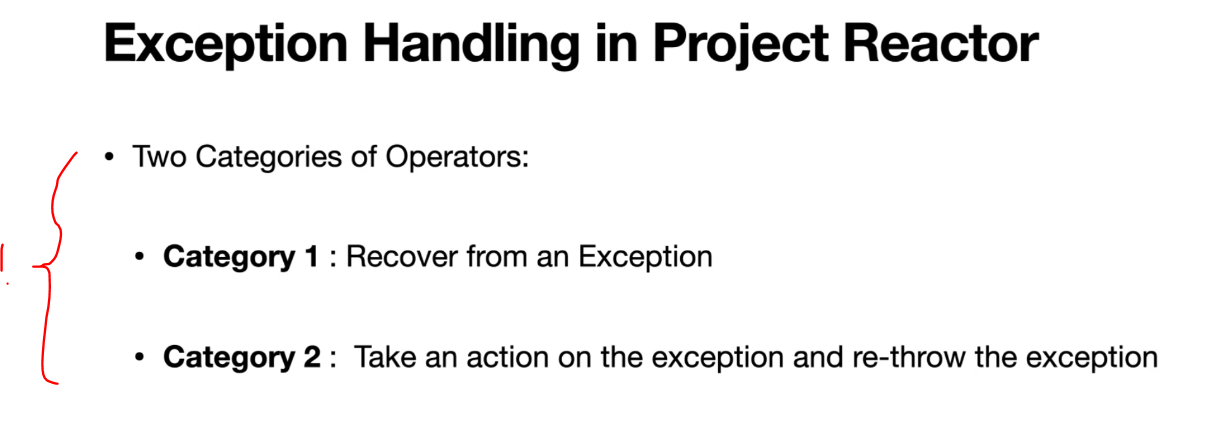 Exception Handling in Project Reactor
• Two Categories of Operators:
• Category 1 : Recover from an Exception
• Category 2 : Take an action on the exception and re-throw the exception